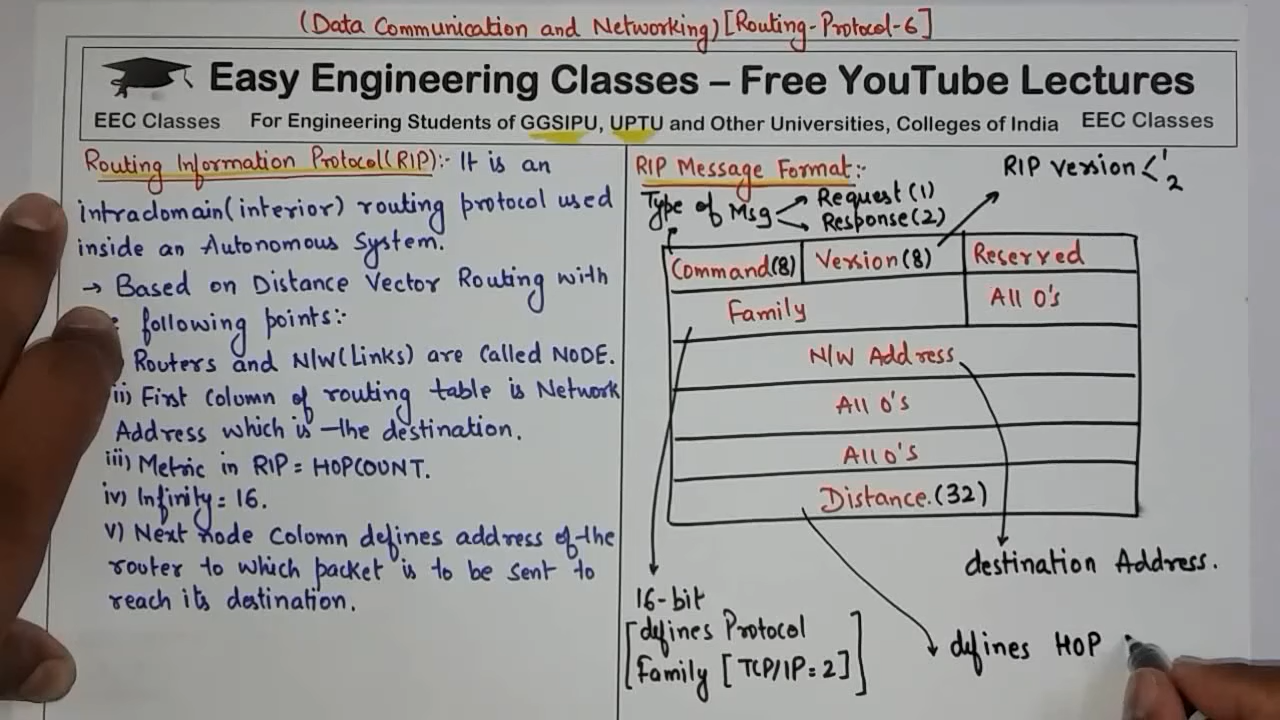 (Data Communication and Networking) [Routing-Protocol-6]
Easy Engineering Classes – Free YouTube Lectures
EEC Classes For Engineering Students of GGSIPU, UPTU and Other Universities, Colleges of India EEC Classes
Routing Information Protocol (RIP):- It is an
intradomain (interior) routing protocol used
inside an Autonomous System.
→ Based on Distance Vector Routing with
following points:-
Routers and N/W (Links) are called NODE.
ii) First Column of routing table is Network
Address which is the destination.
iii) Metric in RIP = HOPCOUNT.
iv) Infinity = 16.
v) Next node Column defines address of the
router to which packet is to be sent to
reach its destination.
RIP Message Format:-
RIP Version < 1
2
Type of Msg Request (1)
Response (2)
Command (8) Version (8) Reserved
Family All 0's
N/W Address
All 0's
All 0's
Distance. (32)
destination Address.
16-bit
[defines Protocol
Family [TCP/IP = 2]]
defines HOP